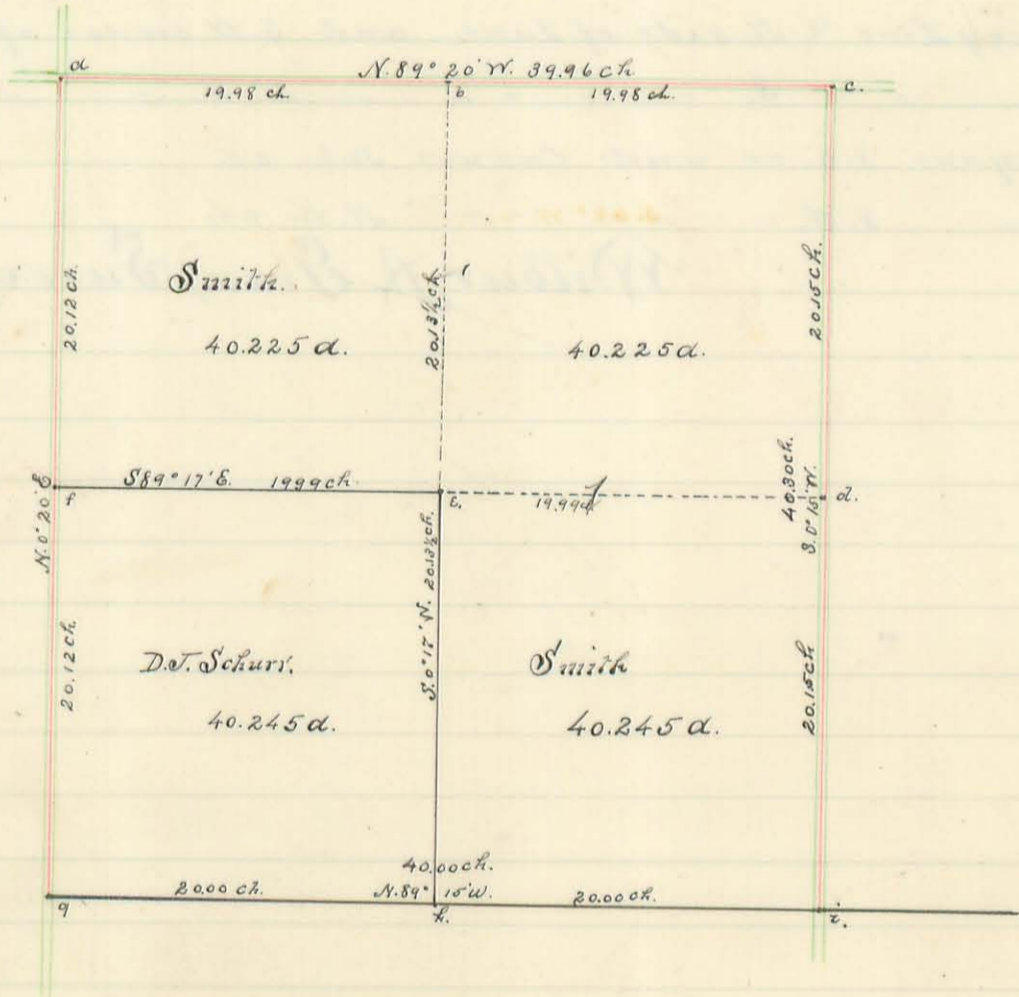 a
N. 89° 20' W. 39.96 ch
19.98 ch.
b
19.98 ch.
c.
20.12 ch.
Smith.
40.225 a.
20.13½ ch.
40.225 a.
20.15 ch.
N. 0° 20' E
f
S 89° 17' E. 19.99 ch.
e.
19.99 ch
40.30 ch.
S. 0° 15' W.
d.
20.12 ch
D.J. Schurr.
40.245 a.
S. 0° 17' W. 20.13½ ch.
Smith
40.245 a.
20.15 ch
g
20.00 ch.
40.00 ch.
N. 89° 15' W.
h.
20.00 ch.
i.